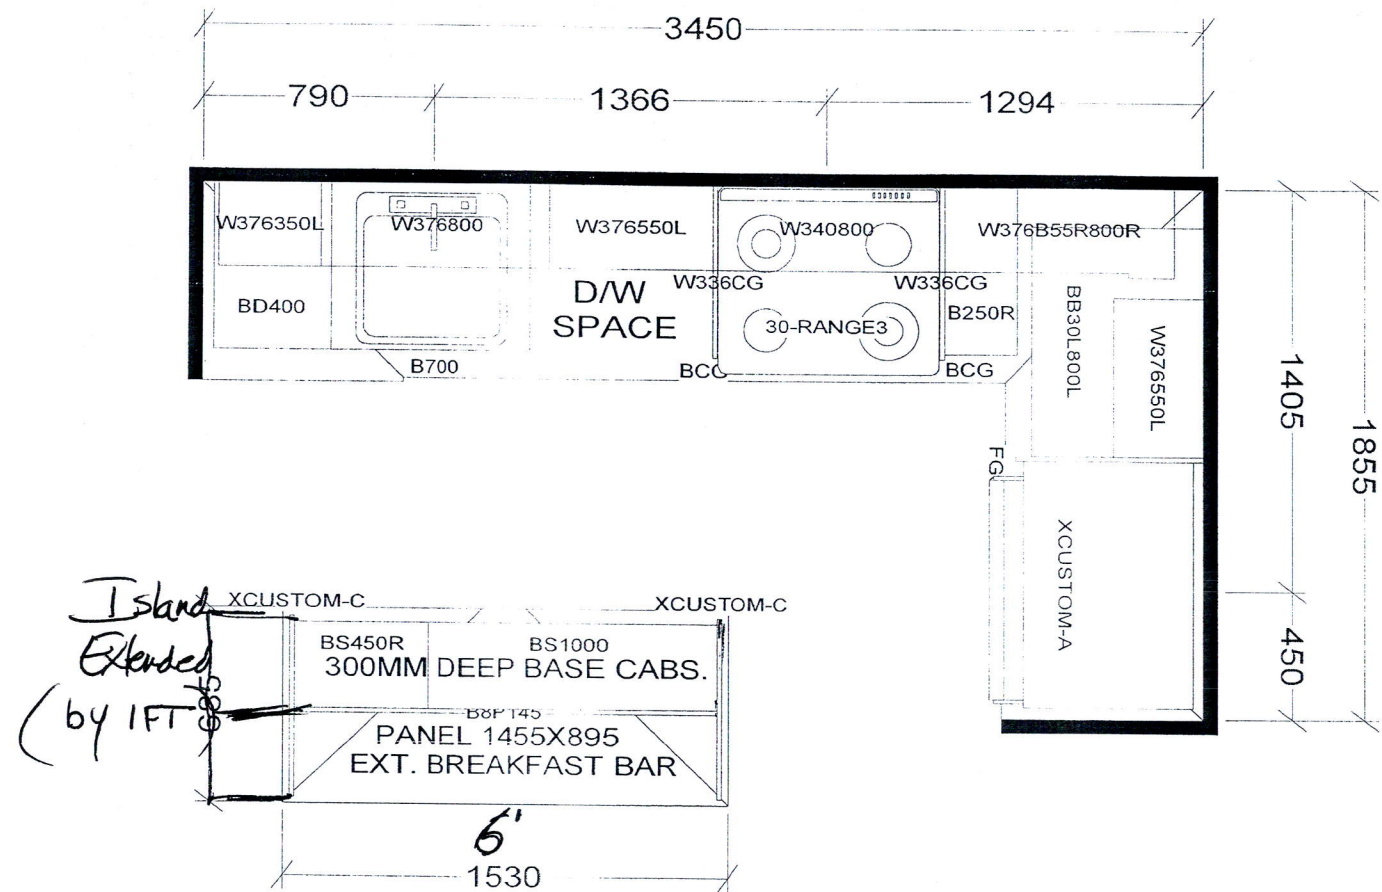 3450
790
1366
1294
W376350L
W376800
W376550L
W340800
W376B55R800R
W336CG
W336CG
BD400
D/W
SPACE
30-RANGE3
B250R
BB30L800L
W376550L
B700
BCG
BCG
1405
1855
FG
XCUSTOM-A
450
Island
Extended
(by 1FT)
XCUSTOM-C
XCUSTOM-C
BS450R
BS1000
300MM DEEP BASE CABS.
PANEL 1455X895
EXT. BREAKFAST BAR
6'
1530